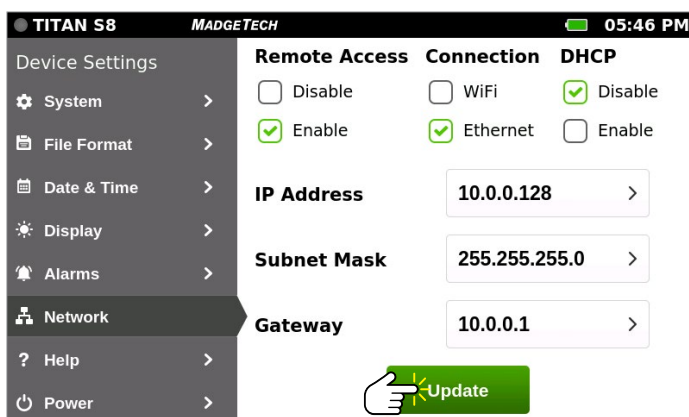 TITAN S8 MADGETECH 05:46 PM
Device Settings
System
File Format
Date & Time
Display
Alarms
Network
? Help
Power
Remote Access Connection DHCP
Disable WiFi Disable
Enable Ethernet Enable
IP Address 10.0.0.128
Subnet Mask 255.255.255.0
Gateway 10.0.0.1
Update